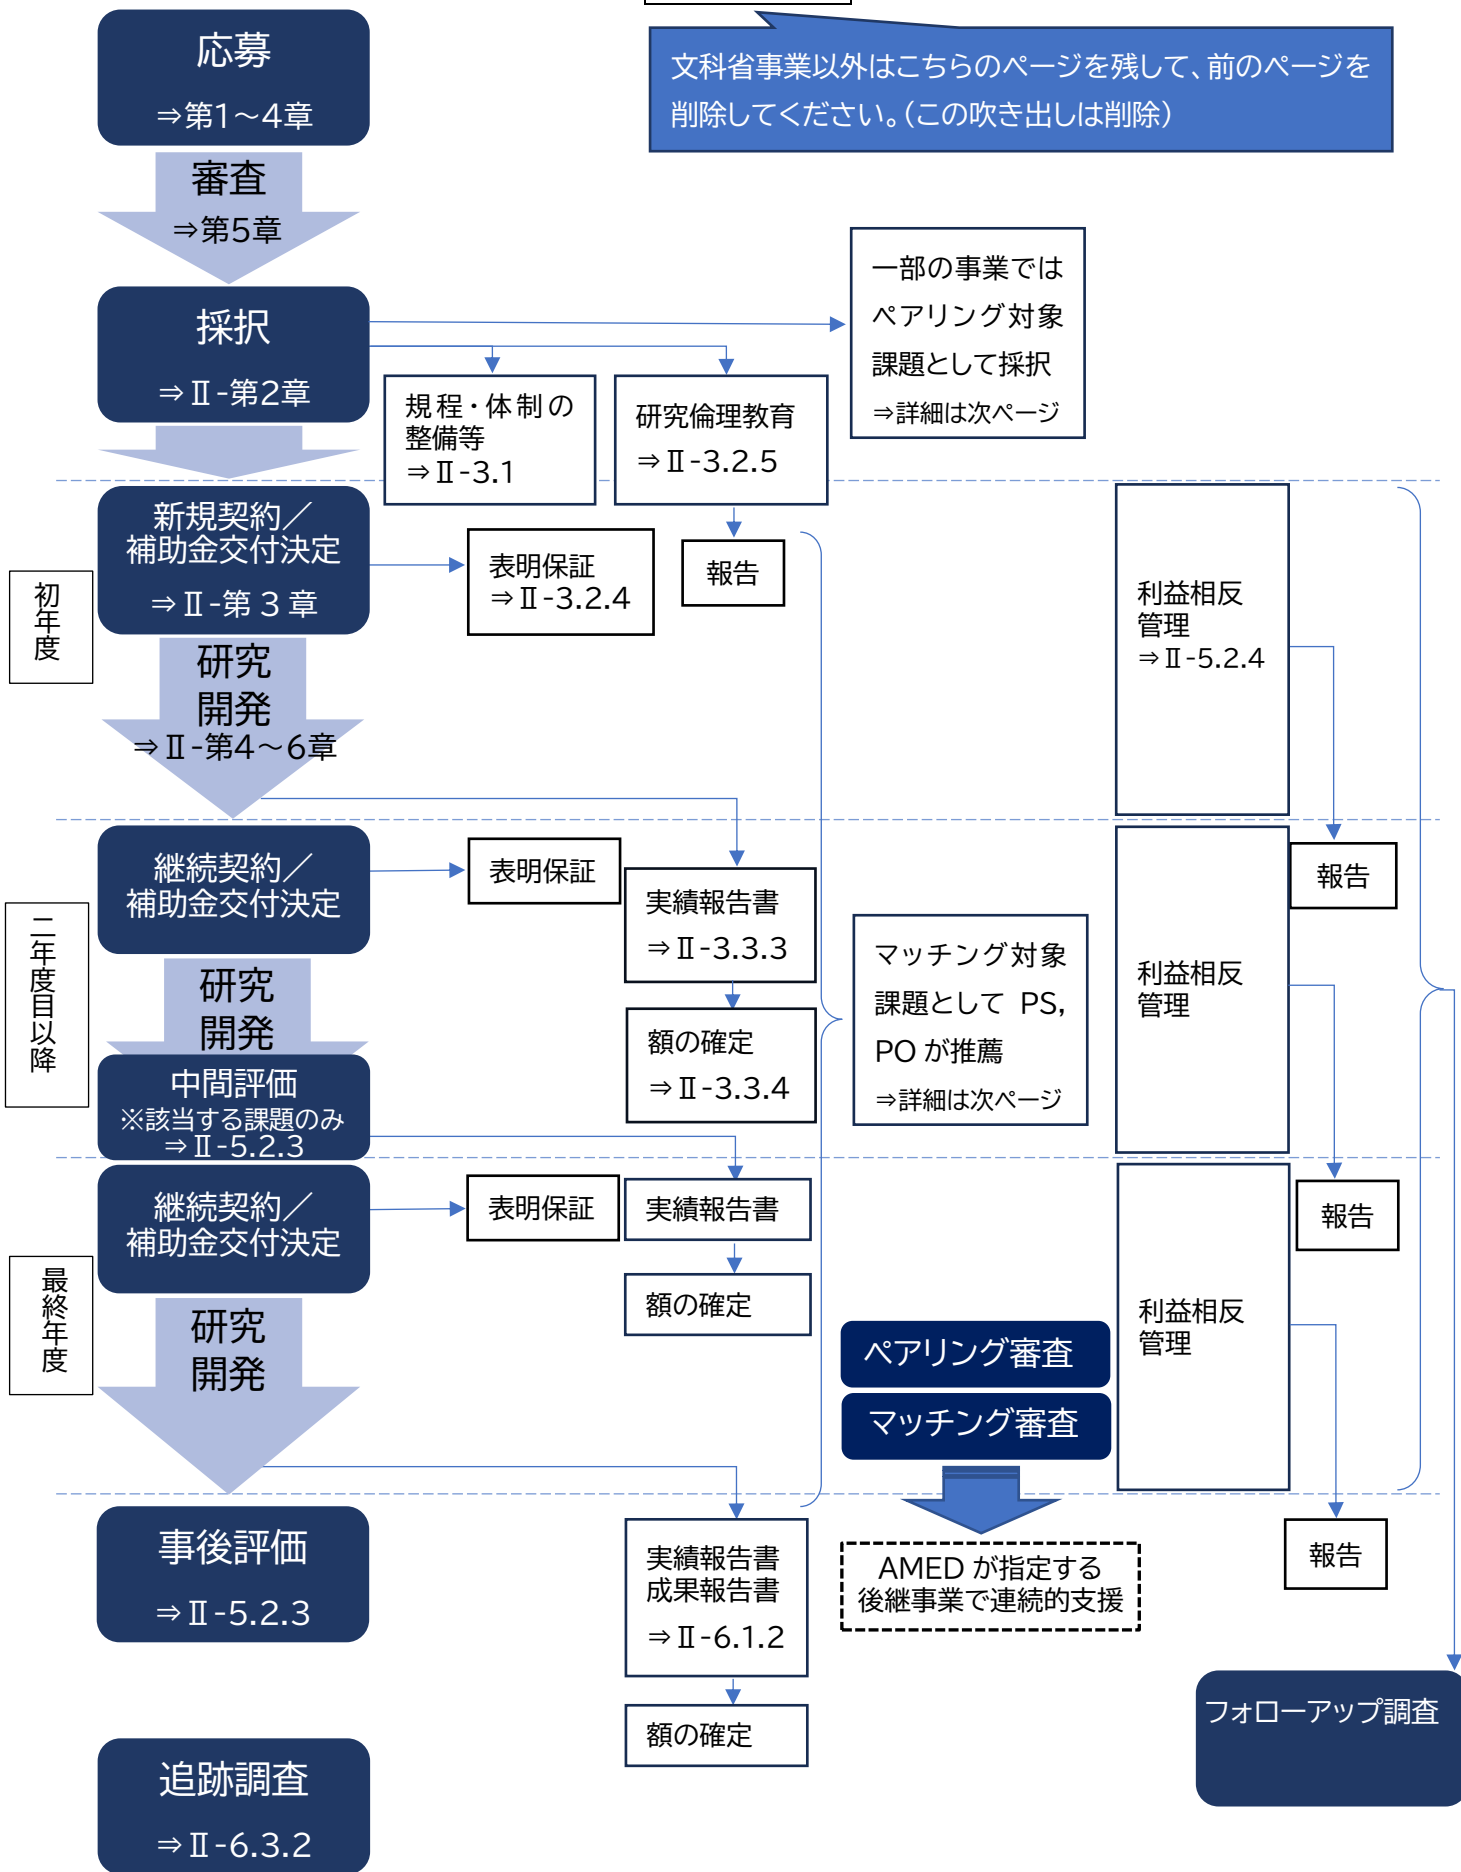 文科省事業以外はこちらのページを残して、前のページを
削除してください。（この吹き出しは削除）
応募
⇒第1～4章
審査
⇒第5章
採択
⇒Ⅱ-第2章
一部の事業では
ペアリング対象
課題として採択
⇒詳細は次ページ
規程・体制の
整備等
⇒Ⅱ-3.1
研究倫理教育
⇒Ⅱ-3.2.5
初年度
新規契約／
補助金交付決定
⇒Ⅱ-第3章
表明保証
⇒Ⅱ-3.2.4
報告
利益相反
管理
⇒Ⅱ-5.2.4
研究
開発
⇒Ⅱ-第4～6章
二年度目以降
継続契約／
補助金交付決定
表明保証
実績報告書
⇒Ⅱ-3.3.3
報告
額の確定
⇒Ⅱ-3.3.4
マッチング対象
課題として PS,
PO が推薦
⇒詳細は次ページ
利益相反
管理
研究
開発
中間評価
※該当する課題のみ
⇒Ⅱ-5.2.3
最終年度
継続契約／
補助金交付決定
表明保証
実績報告書
報告
額の確定
利益相反
管理
研究
開発
ペアリング審査
マッチング審査
事後評価
⇒Ⅱ-5.2.3
実績報告書
成果報告書
⇒Ⅱ-6.1.2
AMED が指定する
後継事業で連続的支援
報告
額の確定
フォローアップ調査
追跡調査
⇒Ⅱ-6.3.2